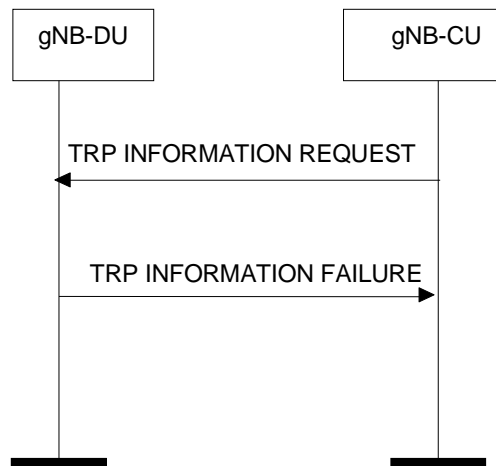 gNB-DU
gNB-CU
TRP INFORMATION REQUEST
TRP INFORMATION FAILURE